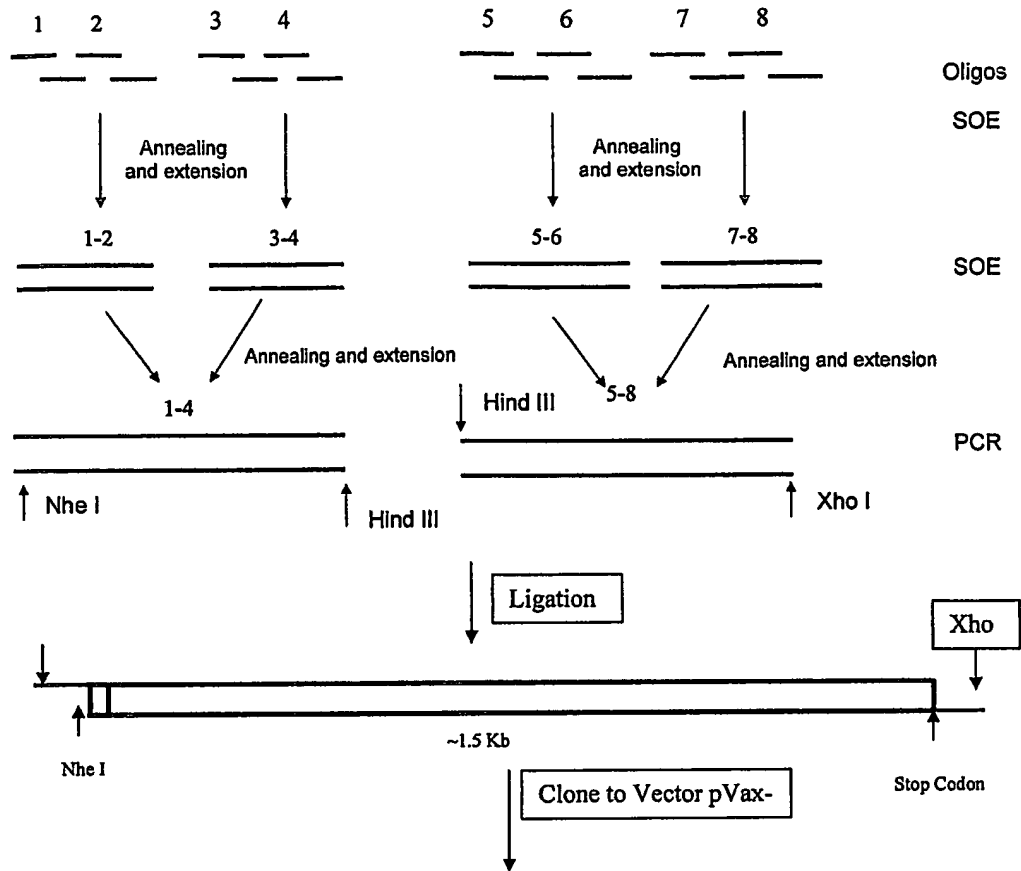 1 2 3 4 5 6 7 8
Oligos
SOE
Annealing
and extension
Annealing
and extension
1-2 3-4 5-6 7-8
SOE
Annealing and extension
Annealing and extension
1-4
Hind III
5-8
PCR
Nhe I
Hind III
Xho I
Ligation
Xho
~1.5 Kb
Nhe I
Stop Codon
Clone to Vector pVax-